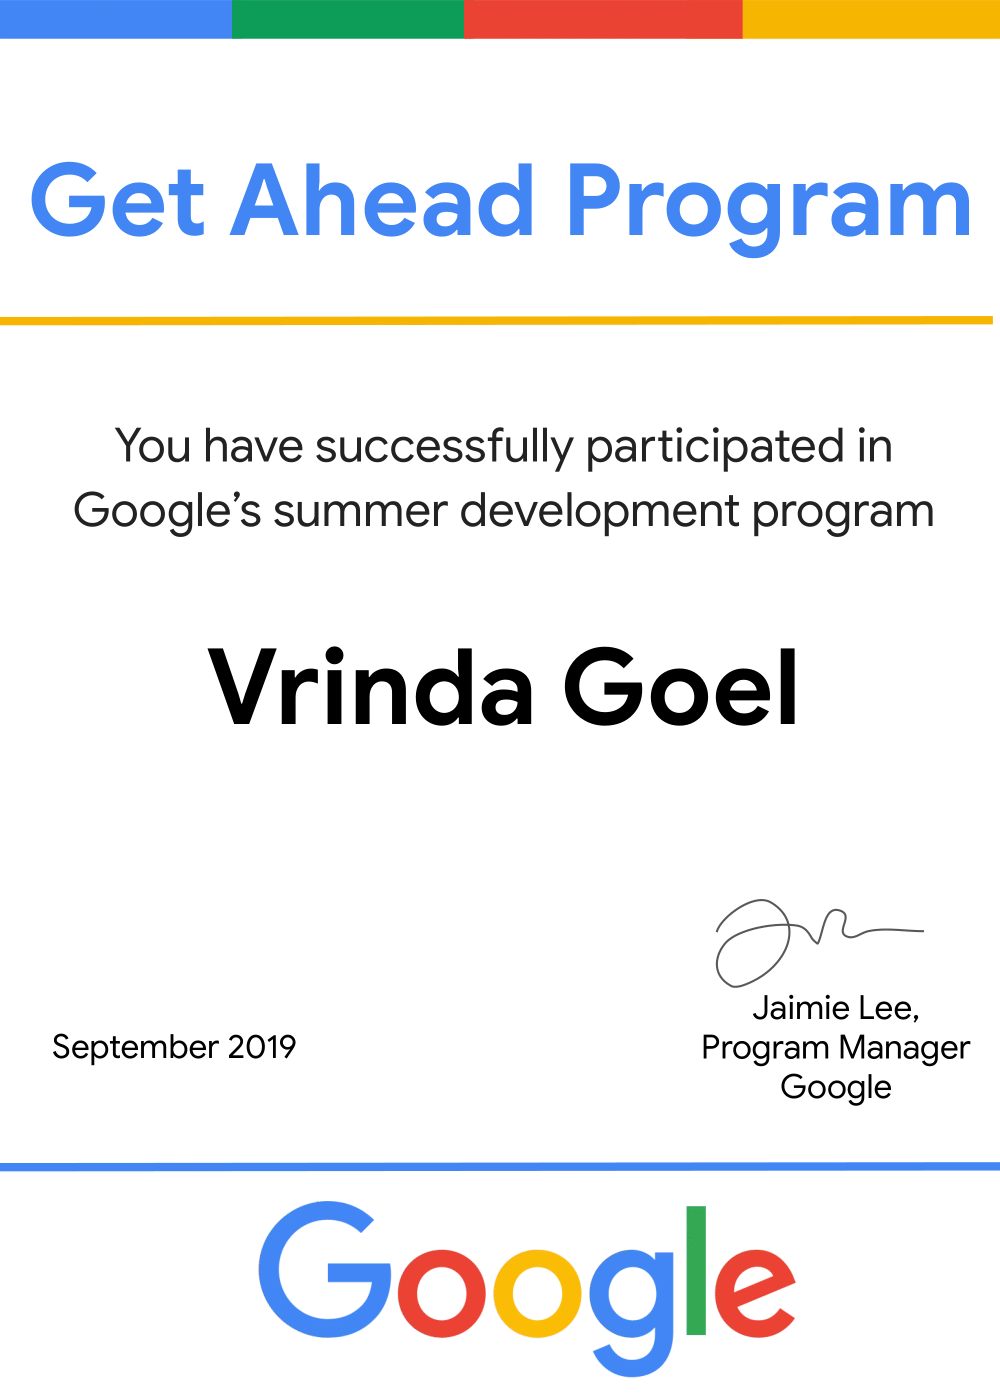 Get Ahead Program
You have successfully participated in
Google’s summer development program
Vrinda Goel
September 2019
Jaimie Lee,
Program Manager
Google
Google